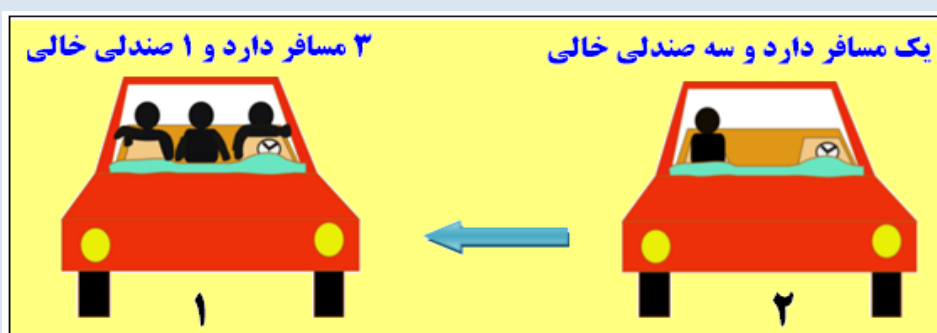 یک مسافر دارد و سه صندلی خالی
۳ مسافر دارد و ۱ صندلی خالی
۲
۱